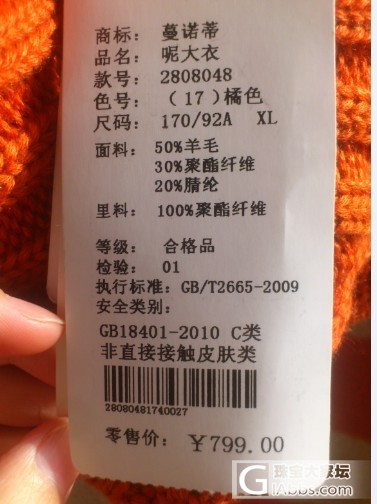 商标： 蔓诺蒂
品名： 呢大衣
款号： 2808048
色号： （17）橘色
尺码： 170/92A XL
面料： 50%羊毛
30%聚酯纤维
20%腈纶
里料： 100%聚酯纤维
等级： 合格品
检验： 01
执行标准：GB/T2665-2009
安全类别：
GB18401-2010 C类
非直接接触皮肤类
28080481740027
零售价： ￥799.00
珠宝大家坛
GIABBS.com